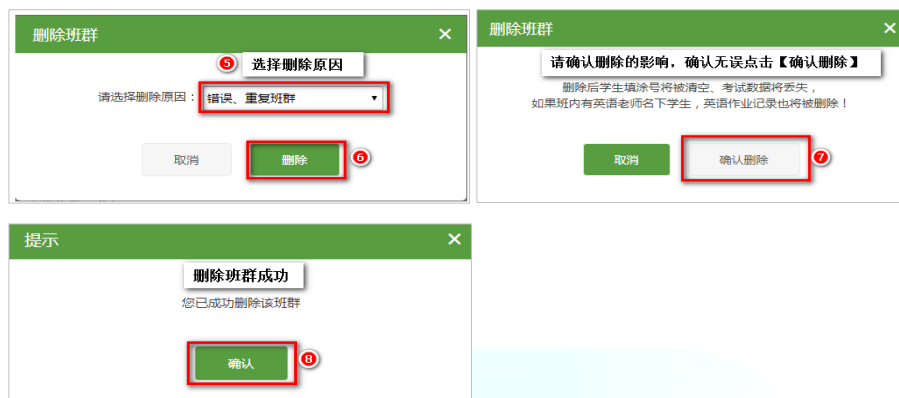 删除班群 ×
5 选择删除原因
请选择删除原因： 错误、重复班群
取消 删除 6
删除班群 ×
请确认删除的影响，确认无误点击【确认删除】
删除后学生填涂号将被清空、考试数据将丢失，
如果班内有英语老师名下学生，英语作业记录也将被删除！
取消 确认删除 7
提示 ×
删除班群成功
您已成功删除该班群
确认 8